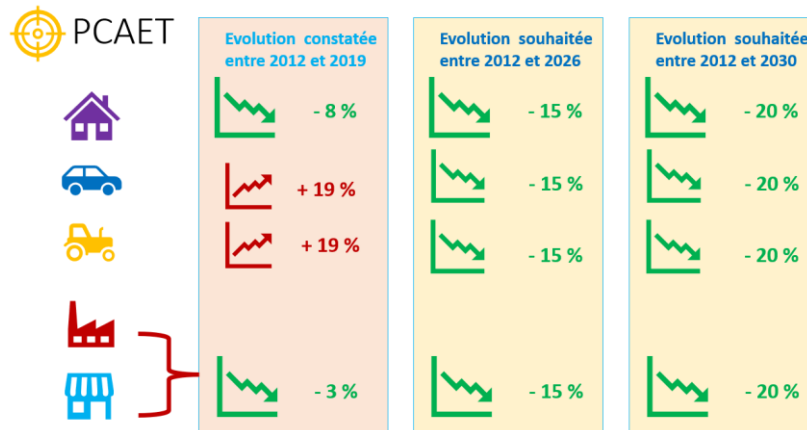 PCAET
Evolution constatée
entre 2012 et 2019
Evolution souhaitée
entre 2012 et 2026
Evolution souhaitée
entre 2012 et 2030
- 8 %
- 15 %
- 20 %
+ 19 %
- 15 %
- 20 %
+ 19 %
- 15 %
- 20 %
- 3 %
- 15 %
- 20 %